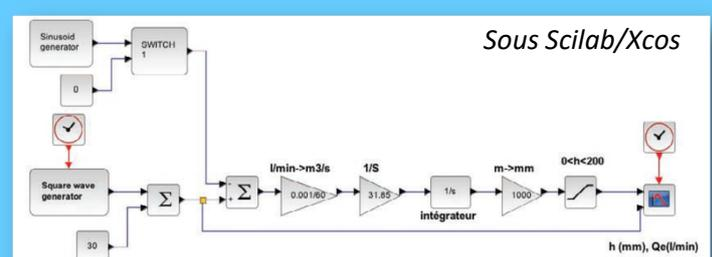 Sous Scilab/Xcos
Sinusoid
generator
SWITCH
1
0
Square wave
generator
30
Σ
-
+
Σ
l/min->m3/s
0.001/60
1/S
31.85
1/s
intégrateur
m->mm
1000
0<h<200
h (mm), Qe(l/min)